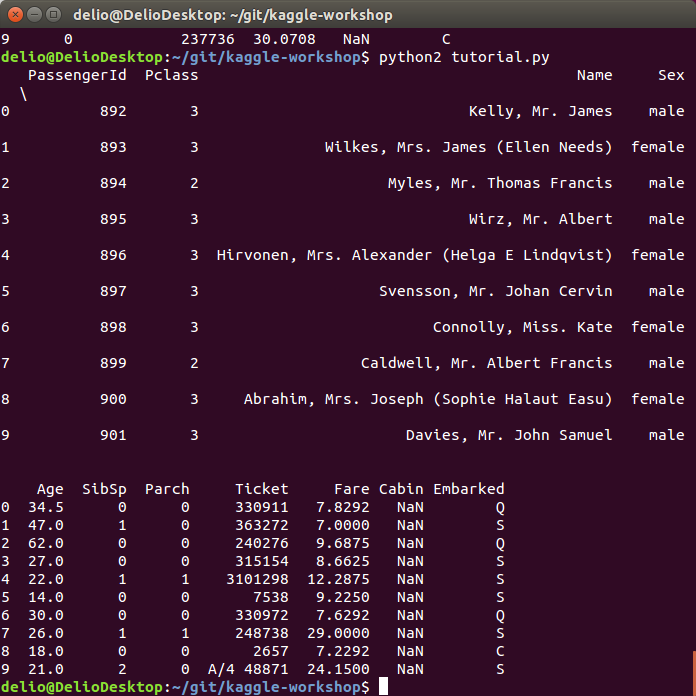 delio@DelioDesktop: ~/git/kaggle-workshop
9      0            237736  30.0708   NaN        C
delio@DelioDesktop:~/git/kaggle-workshop$ python2 tutorial.py
   PassengerId  Pclass                                          Name     Sex
  \
0          892       3                              Kelly, Mr. James    male
1          893       3              Wilkes, Mrs. James (Ellen Needs)  female
2          894       2                     Myles, Mr. Thomas Francis    male
3          895       3                              Wirz, Mr. Albert    male
4          896       3  Hirvonen, Mrs. Alexander (Helga E Lindqvist)  female
5          897       3                    Svensson, Mr. Johan Cervin    male
6          898       3                          Connolly, Miss. Kate  female
7          899       2                  Caldwell, Mr. Albert Francis    male
8          900       3     Abrahim, Mrs. Joseph (Sophie Halaut Easu)  female
9          901       3                       Davies, Mr. John Samuel    male
    Age  SibSp  Parch     Ticket     Fare Cabin Embarked
0  34.5      0      0     330911   7.8292   NaN        Q
1  47.0      1      0     363272   7.0000   NaN        S
2  62.0      0      0     240276   9.6875   NaN        Q
3  27.0      0      0     315154   8.6625   NaN        S
4  22.0      1      1    3101298  12.2875   NaN        S
5  14.0      0      0       7538   9.2250   NaN        S
6  30.0      0      0     330972   7.6292   NaN        Q
7  26.0      1      1     248738  29.0000   NaN        S
8  18.0      0      0       2657   7.2292   NaN        C
9  21.0      2      0  A/4 48871  24.1500   NaN        S
delio@DelioDesktop:~/git/kaggle-workshop$